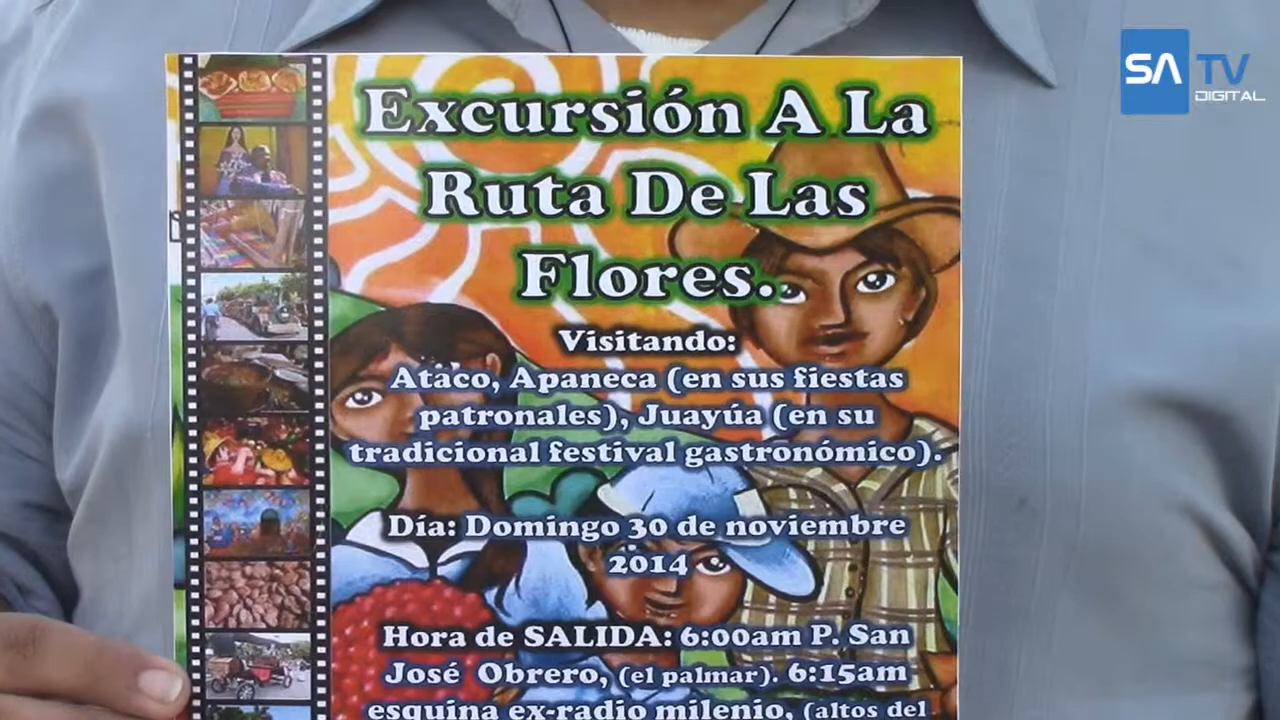 SA TV
DIGITAL
Excursión A La
Ruta De Las
Flores.
Visitando:
Ataco, Apaneca (en sus fiestas
patronales), Juayúa (en su
tradicional festival gastronómico).
Día: Domingo 30 de noviembre
2014
Hora de SALIDA: 6:00am P. San
José Obrero, (el palmar). 6:15am
esquina ex-radio milenio, (altos del